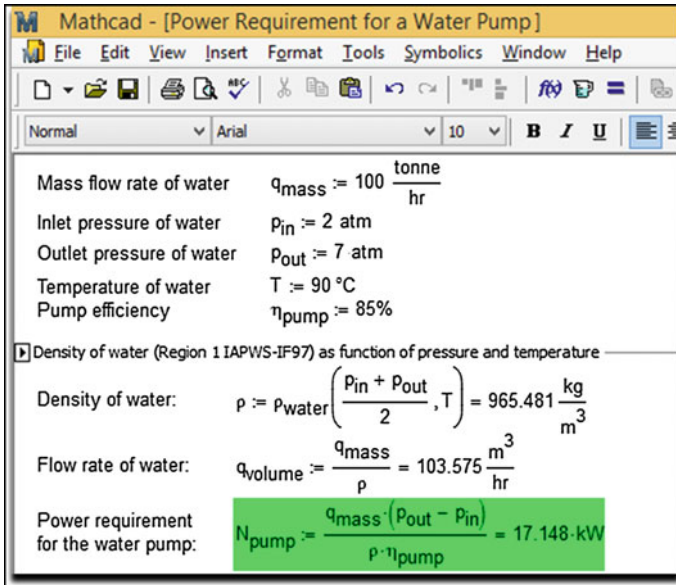 Mathcad - [Power Requirement for a Water Pump]
File Edit View Insert Format Tools Symbolics Window Help
ABC f(x) =
Normal Arial 10 B I U
Mass flow rate of water q_mass := 100 tonne/hr
Inlet pressure of water p_in := 2 atm
Outlet pressure of water p_out := 7 atm
Temperature of water T := 90 °C
Pump efficiency η_pump := 85%
Density of water (Region 1 IAPWS-IF97) as function of pressure and temperature
Density of water: ρ := ρ_water((p_in + p_out)/2 , T) = 965.481 kg/m^3
Flow rate of water: q_volume := q_mass/ρ = 103.575 m^3/hr
Power requirement
for the water pump: N_pump := q_mass·(p_out − p_in)/(ρ·η_pump) = 17.148·kW